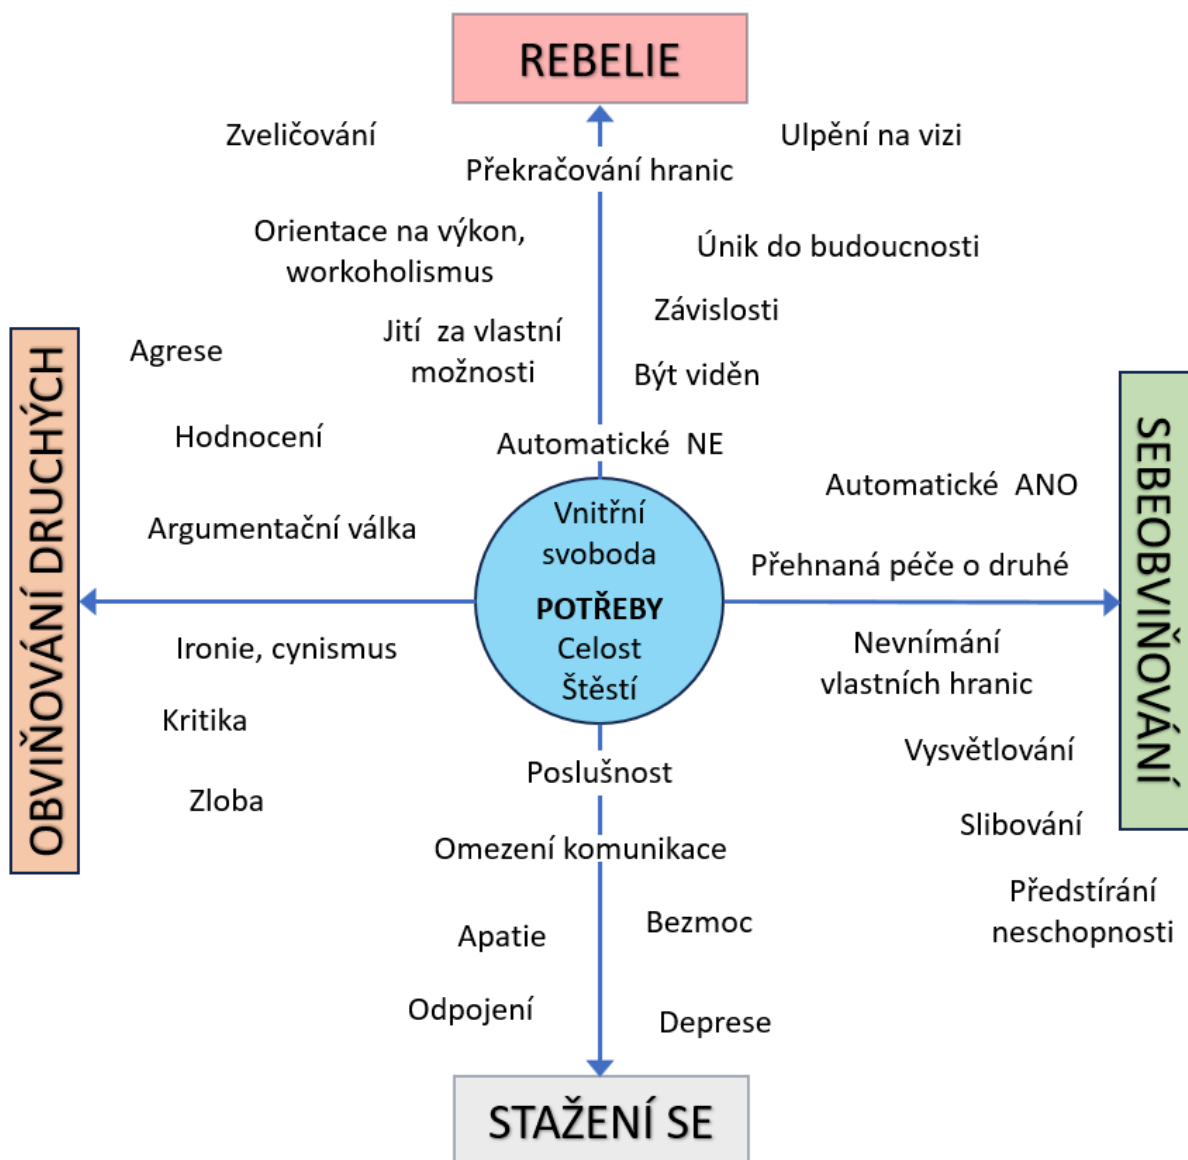 REBELIE
Zveličování
Ulpění na vizi
Překračování hranic
Orientace na výkon,
workoholismus
Únik do budoucnosti
Závislosti
Jití  za vlastní
možnosti
Být viděn
Automatické  NE
OBVIŇOVÁNÍ DRUCHÝCH
Agrese
Hodnocení
Argumentační válka
Ironie, cynismus
Kritika
Zloba
Vnitřní
svoboda
POTŘEBY
Celost
Štěstí
SEBEOBVIŇOVÁNÍ
Automatické  ANO
Přehnaná péče o druhé
Nevnímání
vlastních hranic
Vysvětlování
Slibování
Předstírání
neschopnosti
Poslušnost
Omezení komunikace
Apatie
Bezmoc
Odpojení
Deprese
STAŽENÍ SE